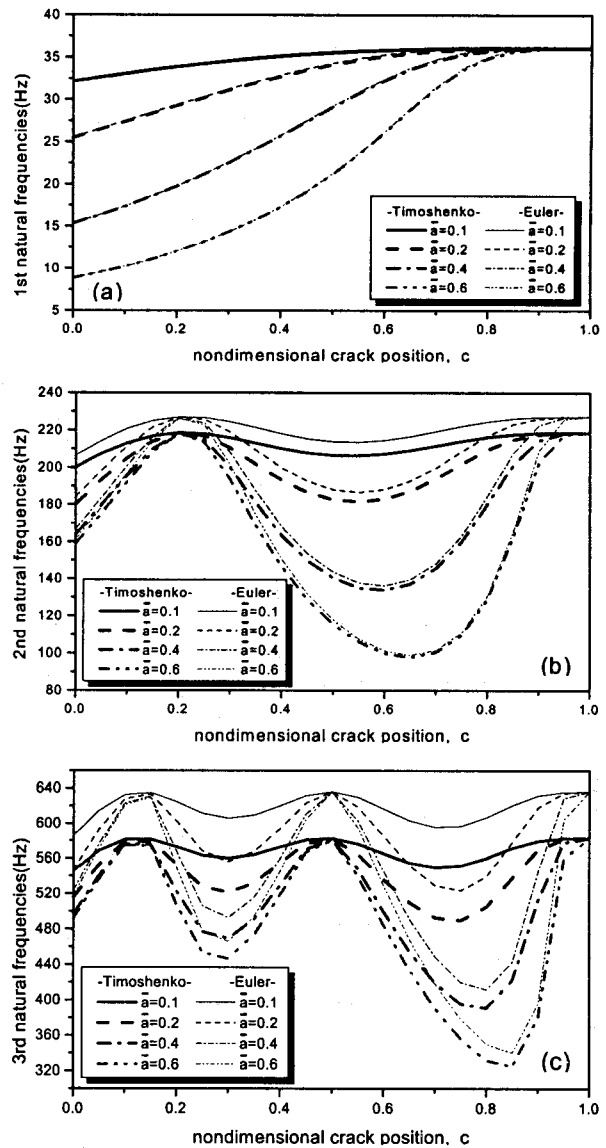 40
35
30
25
20
15
10
5
1st natural frequencies(Hz)
(a)
-Timoshenko- -Euler-
ā=0.1 ā=0.1
ā=0.2 ā=0.2
ā=0.4 ā=0.4
ā=0.6 ā=0.6
0.0 0.2 0.4 0.6 0.8 1.0
nondimensional crack position, c
240
220
200
180
160
140
120
100
80
2nd natural frequencies(Hz)
-Timoshenko- -Euler-
ā=0.1 ā=0.1
ā=0.2 ā=0.2
ā=0.4 ā=0.4
ā=0.6 ā=0.6
(b)
0.0 0.2 0.4 0.6 0.8 1.0
nondimensional crack position, c
640
600
560
520
480
440
400
360
320
3rd natural frequencies(Hz)
-Timoshenko- -Euler-
ā=0.1 ā=0.1
ā=0.2 ā=0.2
ā=0.4 ā=0.4
ā=0.6 ā=0.6
(c)
0.0 0.2 0.4 0.6 0.8 1.0
nondimensional crack position, c